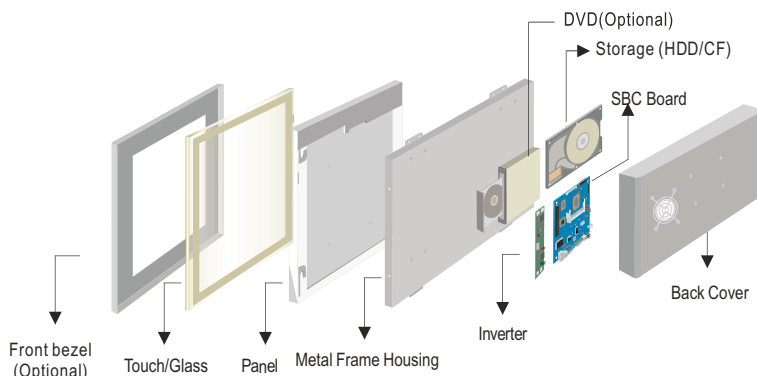 DVD(Optional)
Storage (HDD/CF)
SBC Board
Back Cover
Inverter
Metal Frame Housing
Panel
Touch/Glass
Front bezel
(Optional)